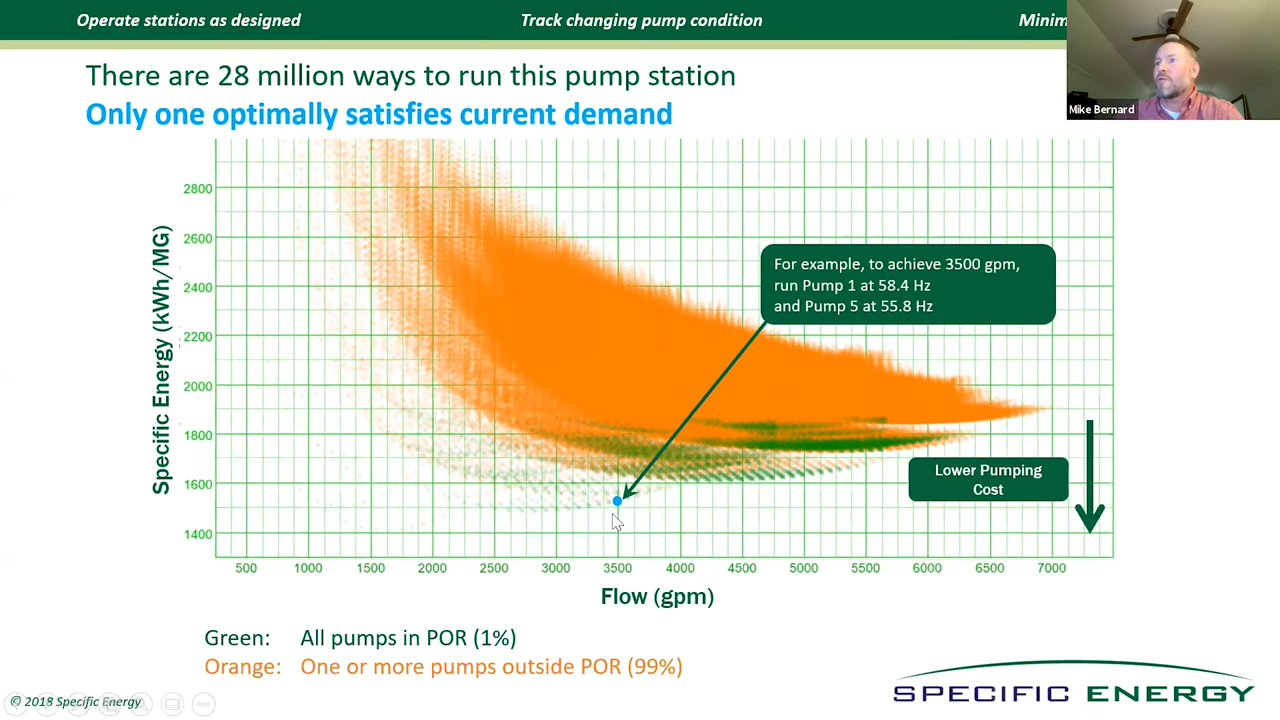 Operate stations as designed
Track changing pump condition
Minim
There are 28 million ways to run this pump station
Only one optimally satisfies current demand
Mike Bernard
Specific Energy (kWh/MG)
2800
2600
2400
2200
2000
1800
1600
1400
For example, to achieve 3500 gpm,
run Pump 1 at 58.4 Hz
and Pump 5 at 55.8 Hz
Lower Pumping
Cost
500 1000 1500 2000 2500 3000 3500 4000 4500 5000 5500 6000 6500 7000
Flow (gpm)
Green: All pumps in POR (1%)
Orange: One or more pumps outside POR (99%)
© 2018 Specific Energy
SPECIFIC ENERGY